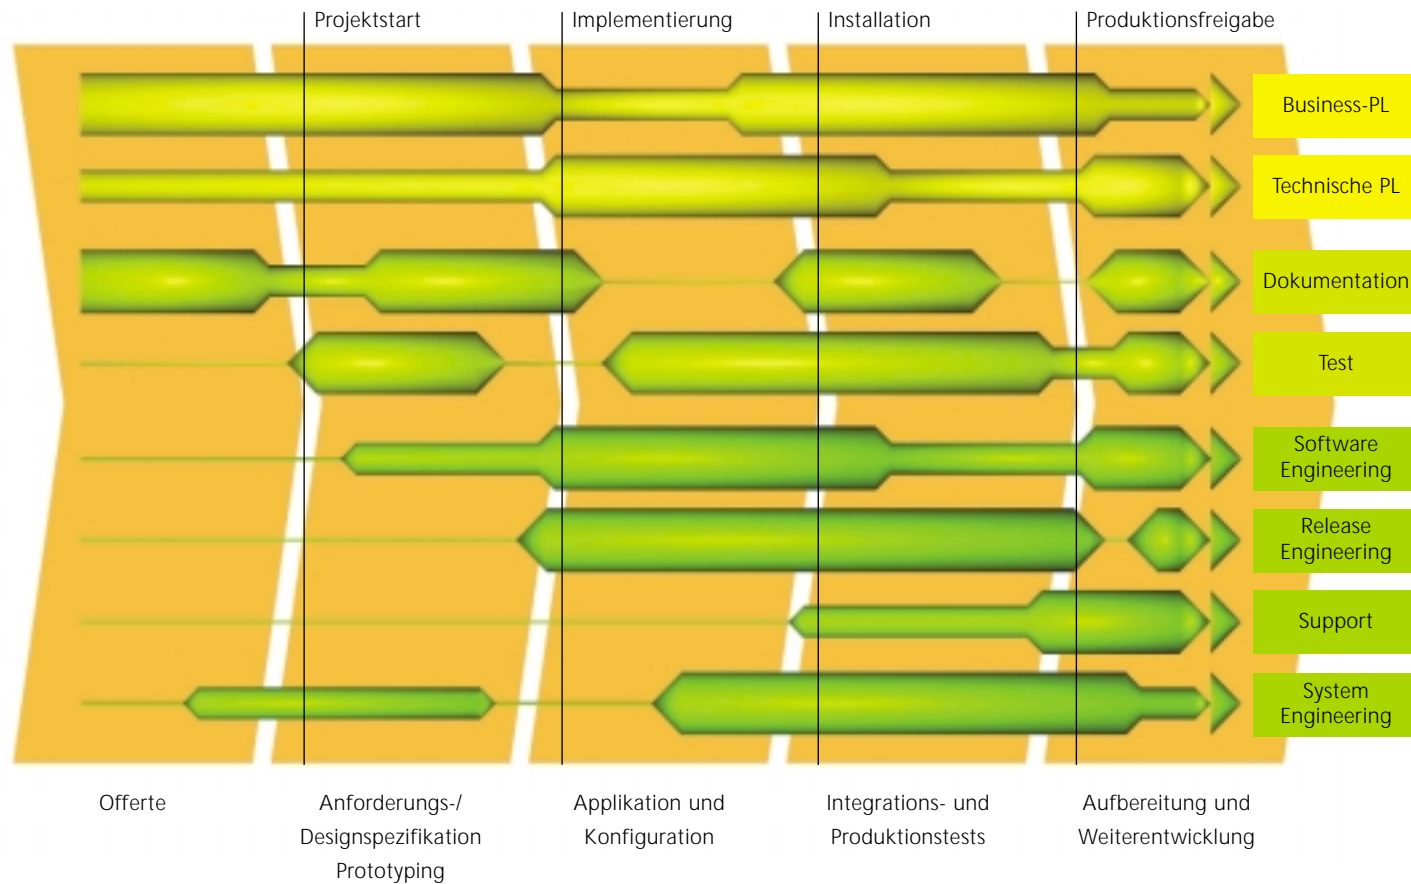 Projektstart
Implementierung
Installation
Produktionsfreigabe
Business-PL
Technische PL
Dokumentation
Test
Software
Engineering
Release
Engineering
Support
System
Engineering
Offerte
Anforderungs-/
Designspezifikation
Prototyping
Applikation und
Konfiguration
Integrations- und
Produktionstests
Aufbereitung und
Weiterentwicklung